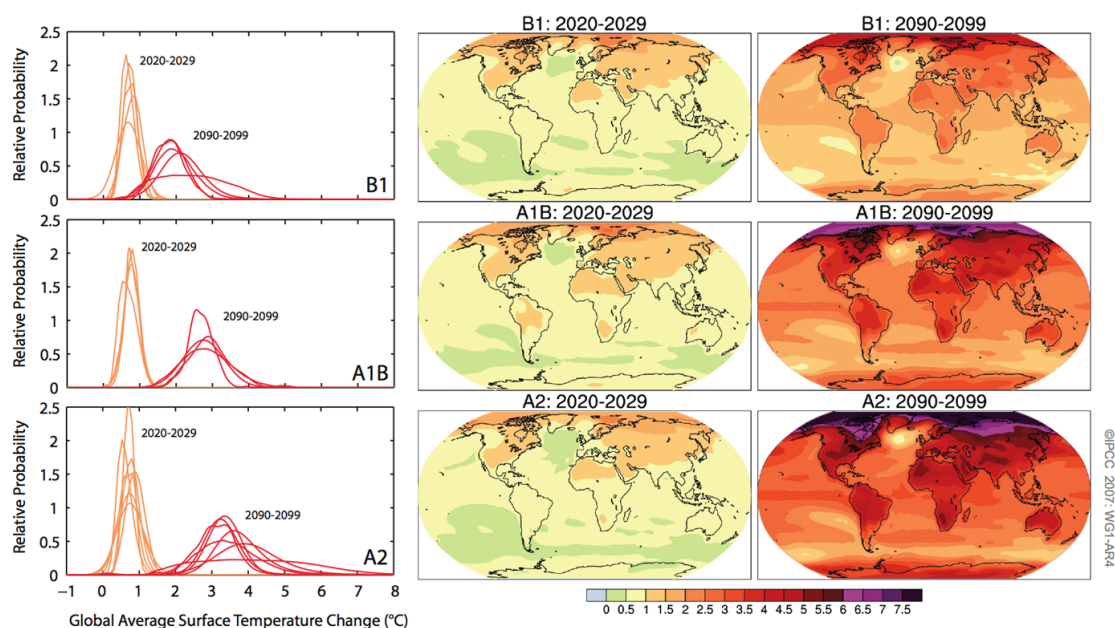 B1: 2020-2029
B1: 2090-2099
2.5
2
1.5
1
0.5
0
Relative Probability
2020-2029
2090-2099
B1
A1B: 2020-2029
A1B: 2090-2099
2.5
2
1.5
1
0.5
0
Relative Probability
2020-2029
2090-2099
A1B
A2: 2020-2029
A2: 2090-2099
2.5
2
1.5
1
0.5
0
Relative Probability
2020-2029
2090-2099
A2
−1 0 1 2 3 4 5 6 7 8
Global Average Surface Temperature Change (°C)
0 0.5 1 1.5 2 2.5 3 3.5 4 4.5 5 5.5 6 6.5 7 7.5
©IPCC 2007: WG1-AR4